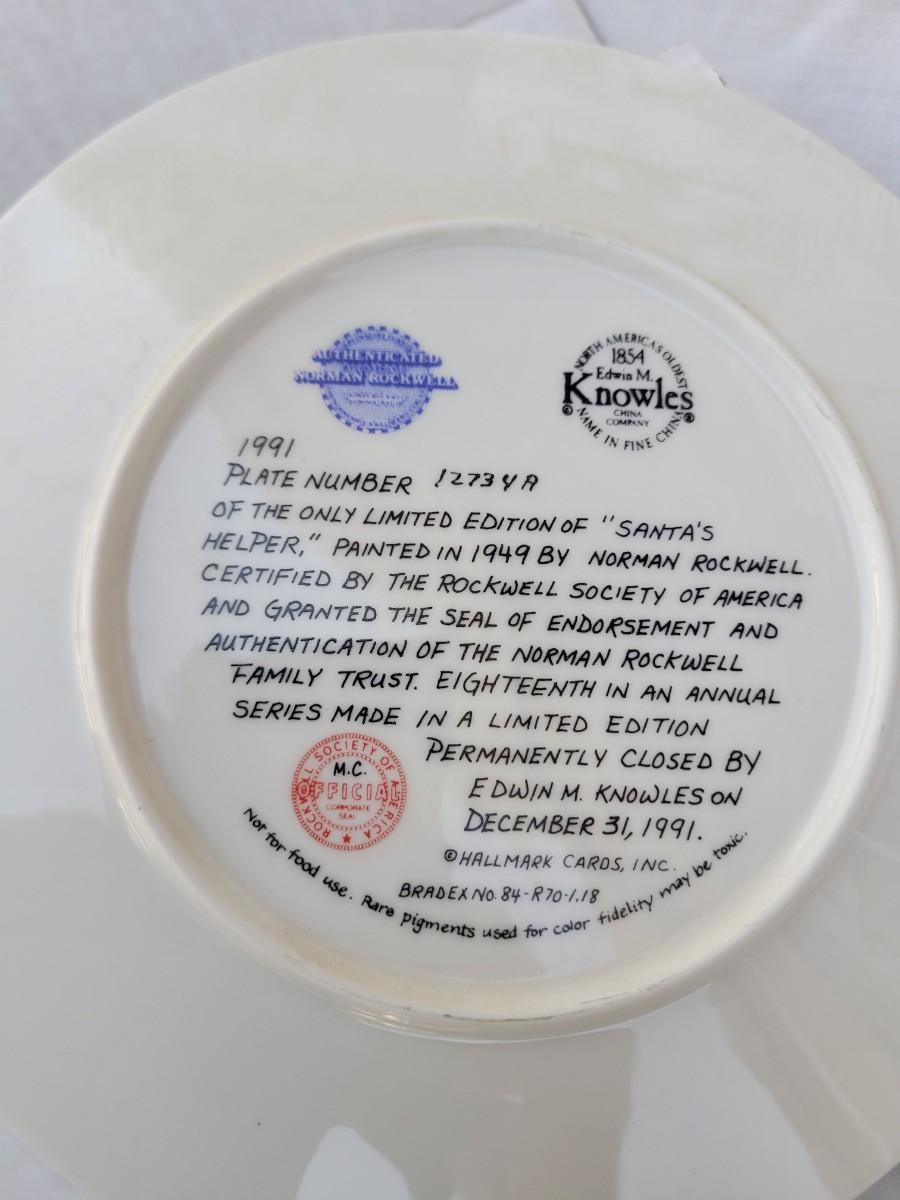 AUTHENTICATED
NORMAN ROCKWELL
NORTH AMERICA'S OLDEST
1854
Edwin M.
Knowles
CHINA
COMPANY
NAME IN FINE CHINA
1991
PLATE NUMBER 12734A
OF THE ONLY LIMITED EDITION OF "SANTA'S
HELPER," PAINTED IN 1949 BY NORMAN ROCKWELL.
CERTIFIED BY THE ROCKWELL SOCIETY OF AMERICA
AND GRANTED THE SEAL OF ENDORSEMENT AND
AUTHENTICATION OF THE NORMAN ROCKWELL
FAMILY TRUST. EIGHTEENTH IN AN ANNUAL
SERIES MADE IN A LIMITED EDITION
PERMANENTLY CLOSED BY
EDWIN M. KNOWLES ON
DECEMBER 31, 1991.
ROCKWELL SOCIETY OF AMERICA
M.C.
OFFICIAL
CORPORATE
SEAL
© HALLMARK CARDS, INC.
BRADEX NO. 84-R70-1.18
Not for food use. Rare pigments used for color fidelity may be toxic.